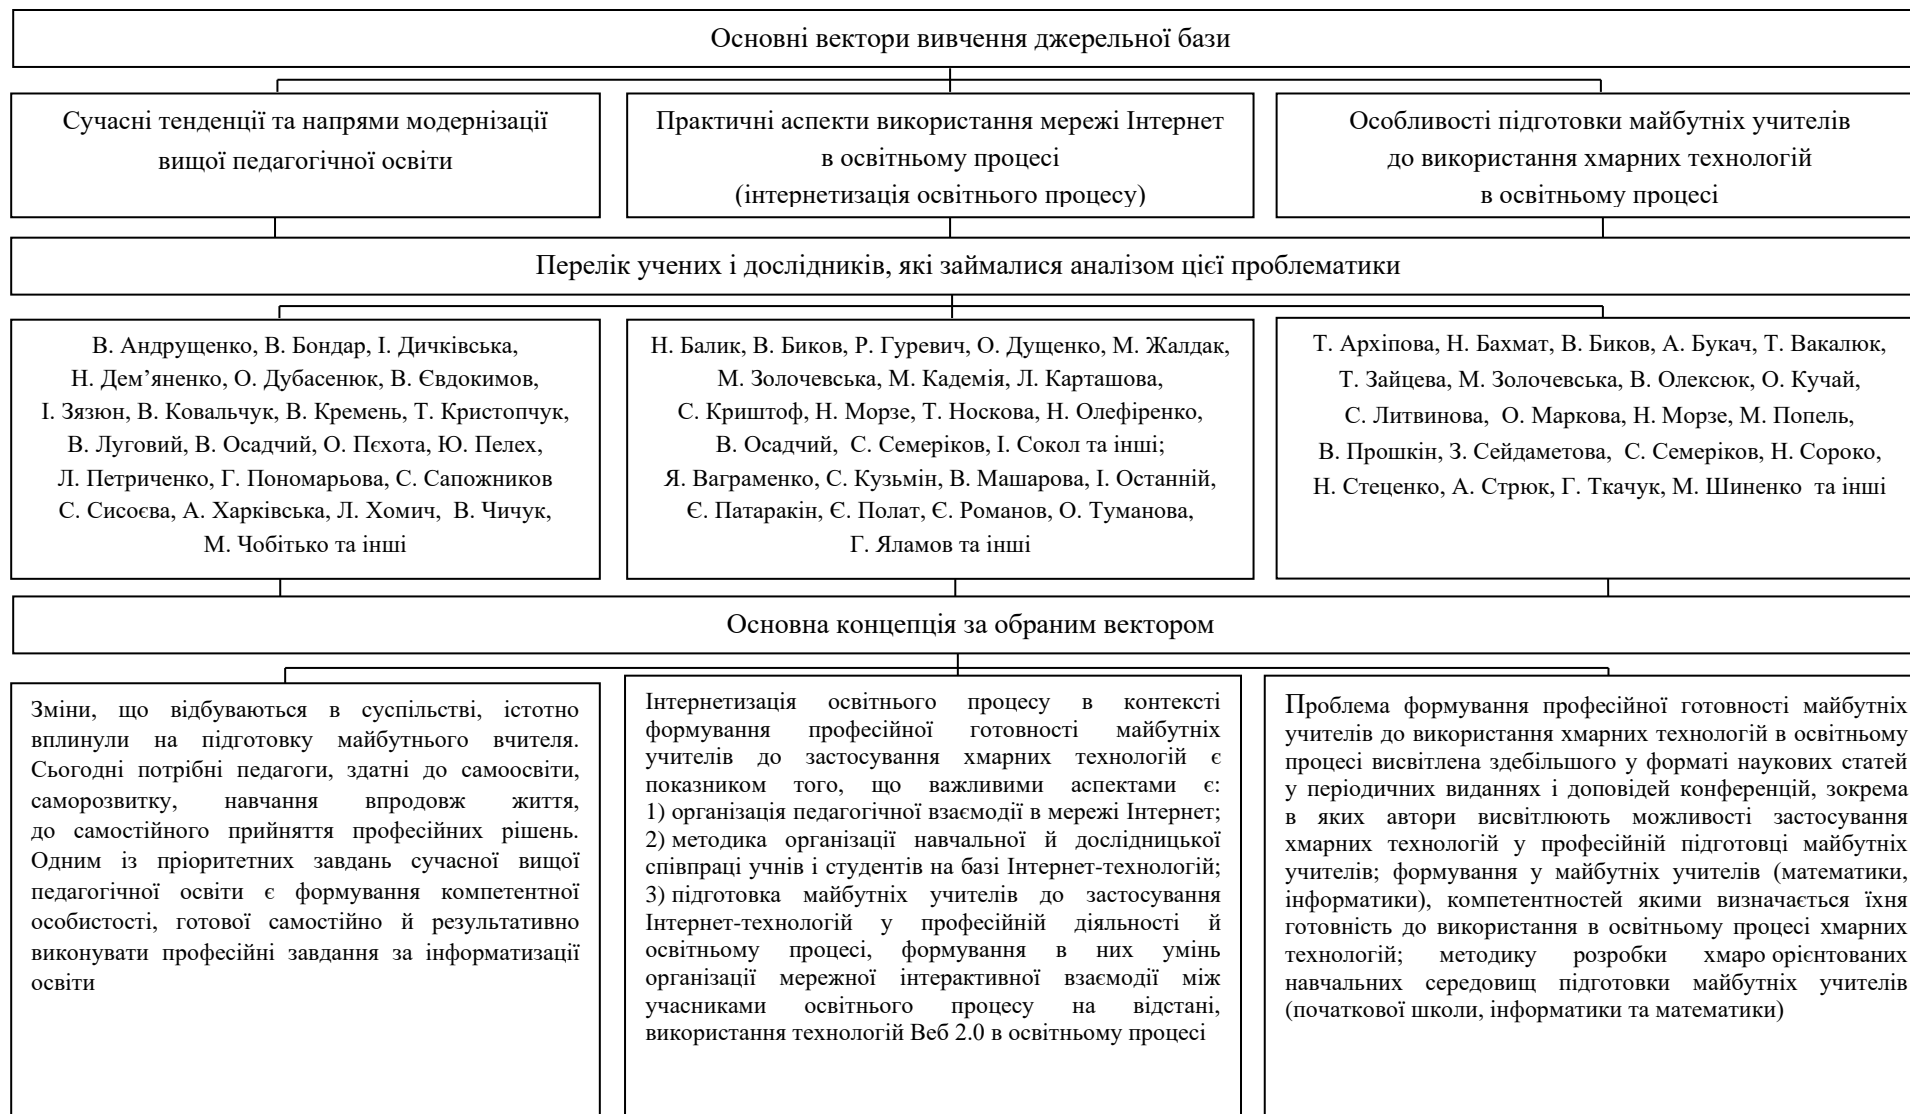 Основні вектори вивчення джерельної бази
Сучасні тенденції та напрями модернізації
вищої педагогічної освіти
Практичні аспекти використання мережі Інтернет
в освітньому процесі
(інтернетизація освітнього процесу)
Особливості підготовки майбутніх учителів
до використання хмарних технологій
в освітньому процесі
Перелік учених і дослідників, які займалися аналізом цієї проблематики
В. Андрущенко, В. Бондар, І. Дичківська,
Н. Дем’яненко, О. Дубасенюк, В. Євдокимов,
І. Зязюн, В. Ковальчук, В. Кремень, Т. Кристопчук,
В. Луговий, В. Осадчий, О. Пєхота, Ю. Пелех,
Л. Петриченко, Г. Пономарьова, С. Сапожников
С. Сисоєва, А. Харківська, Л. Хомич, В. Чичук,
М. Чобітько та інші
Н. Балик, В. Биков, Р. Гуревич, О. Дущенко, М. Жалдак,
М. Золочевська, М. Кадемія, Л. Карташова,
С. Криштоф, Н. Морзе, Т. Носкова, Н. Олефіренко,
В. Осадчий, С. Семеріков, І. Сокол та інші;
Я. Ваграменко, С. Кузьмін, В. Машарова, І. Останній,
Є. Патаракін, Є. Полат, Є. Романов, О. Туманова,
Г. Яламов та інші
Т. Архіпова, Н. Бахмат, В. Биков, А. Букач, Т. Вакалюк,
Т. Зайцева, М. Золочевська, В. Олексюк, О. Кучай,
С. Литвинова, О. Маркова, Н. Морзе, М. Попель,
В. Прошкін, З. Сейдаметова, С. Семеріков, Н. Сороко,
Н. Стеценко, А. Стрюк, Г. Ткачук, М. Шиненко та інші
Основна концепція за обраним вектором
Зміни, що відбуваються в суспільстві, істотно
вплинули на підготовку майбутнього вчителя.
Сьогодні потрібні педагоги, здатні до самоосвіти,
саморозвитку, навчання впродовж життя,
до самостійного прийняття професійних рішень.
Одним із пріоритетних завдань сучасної вищої
педагогічної освіти є формування компетентної
особистості, готової самостійно й результативно
виконувати професійні завдання за інформатизації
освіти
Інтернетизація освітнього процесу в контексті
формування професійної готовності майбутніх
учителів до застосування хмарних технологій є
показником того, що важливими аспектами є:
1) організація педагогічної взаємодії в мережі Інтернет;
2) методика організації навчальної й дослідницької
співпраці учнів і студентів на базі Інтернет-технологій;
3) підготовка майбутніх учителів до застосування
Інтернет-технологій у професійній діяльності й
освітньому процесі, формування в них умінь
організації мережної інтерактивної взаємодії між
учасниками освітнього процесу на відстані,
використання технологій Веб 2.0 в освітньому процесі
Проблема формування професійної готовності майбутніх
учителів до використання хмарних технологій в освітньому
процесі висвітлена здебільшого у форматі наукових статей
у періодичних виданнях і доповідей конференцій, зокрема
в яких автори висвітлюють можливості застосування
хмарних технологій у професійній підготовці майбутніх
учителів; формування у майбутніх учителів (математики,
інформатики), компетентностей якими визначається їхня
готовність до використання в освітньому процесі хмарних
технологій; методику розробки хмаро орієнтованих
навчальних середовищ підготовки майбутніх учителів
(початкової школи, інформатики та математики)